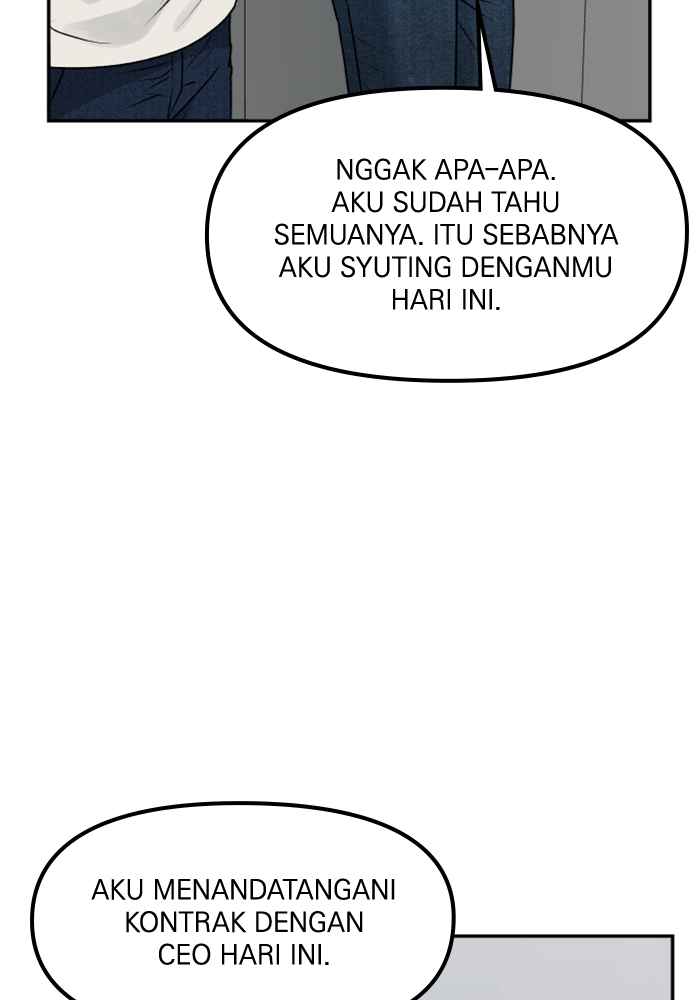 NGGAK APA-APA.
AKU SUDAH TAHU
SEMUANYA. ITU SEBABNYA
AKU SYUTING DENGANMU
HARI INI.
AKU MENANDATANGANI
KONTRAK DENGAN
CEO HARI INI.